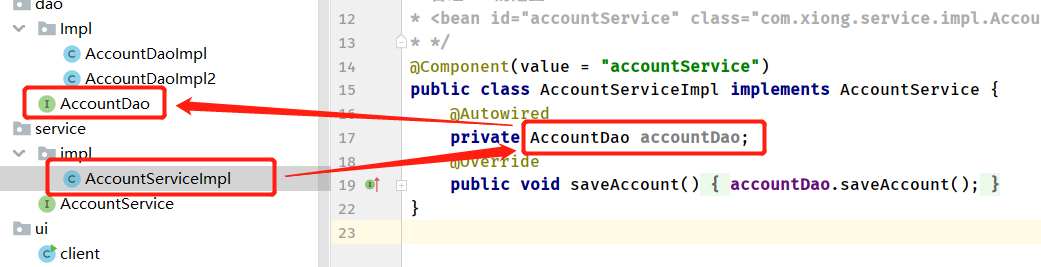 dao
Impl
AccountDaoImpl
AccountDaoImpl2
AccountDao
service
impl
AccountServiceImpl
AccountService
ui
client
12 * <bean id="accountService" class="com.xiong.service.impl.Accou
13 * */
14 @Component(value = "accountService")
15 public class AccountServiceImpl implements AccountService {
16 @Autowired
17 private AccountDao accountDao;
18 @Override
19 public void saveAccount() { accountDao.saveAccount(); }
22 }
23